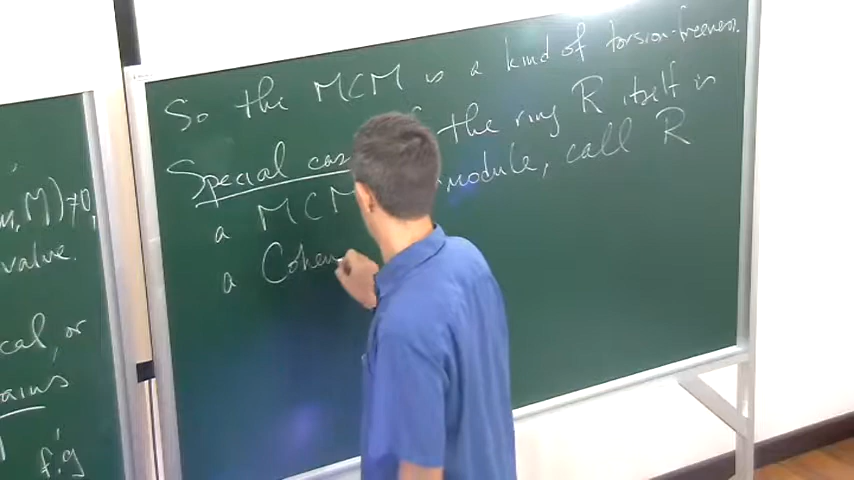 M) ≠ 0,
value.
cal, or
ains
f.g
So the MCM is a kind of torsion-freeness.
Special case the ring R itself is
a MCM module, call R
a Cohen